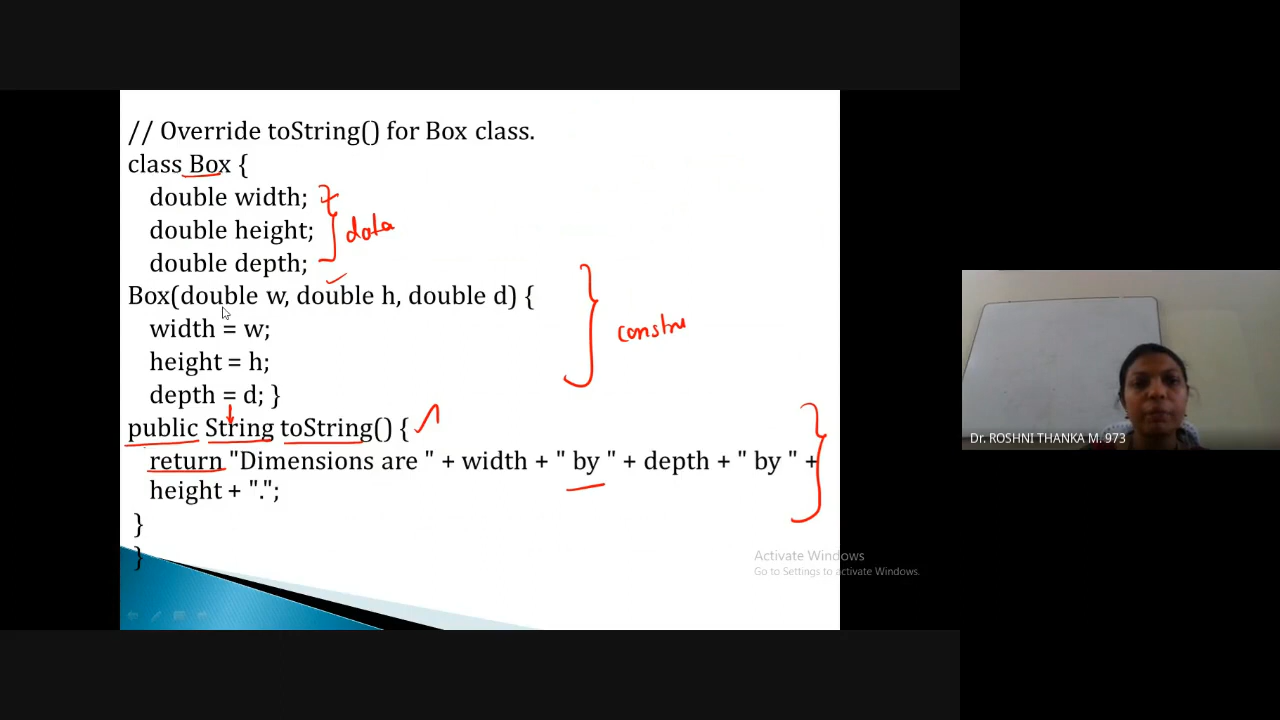 // Override toString() for Box class.
class Box {
double width;
double height;
data
double depth;
Box(double w, double h, double d) {
width = w;
constru
height = h;
depth = d; }
public String toString() {
return "Dimensions are " + width + " by " + depth + " by " +
height + ".";
}
}
Activate Windows
Go to Settings to activate Windows.
Dr. ROSHNI THANKA M. 973